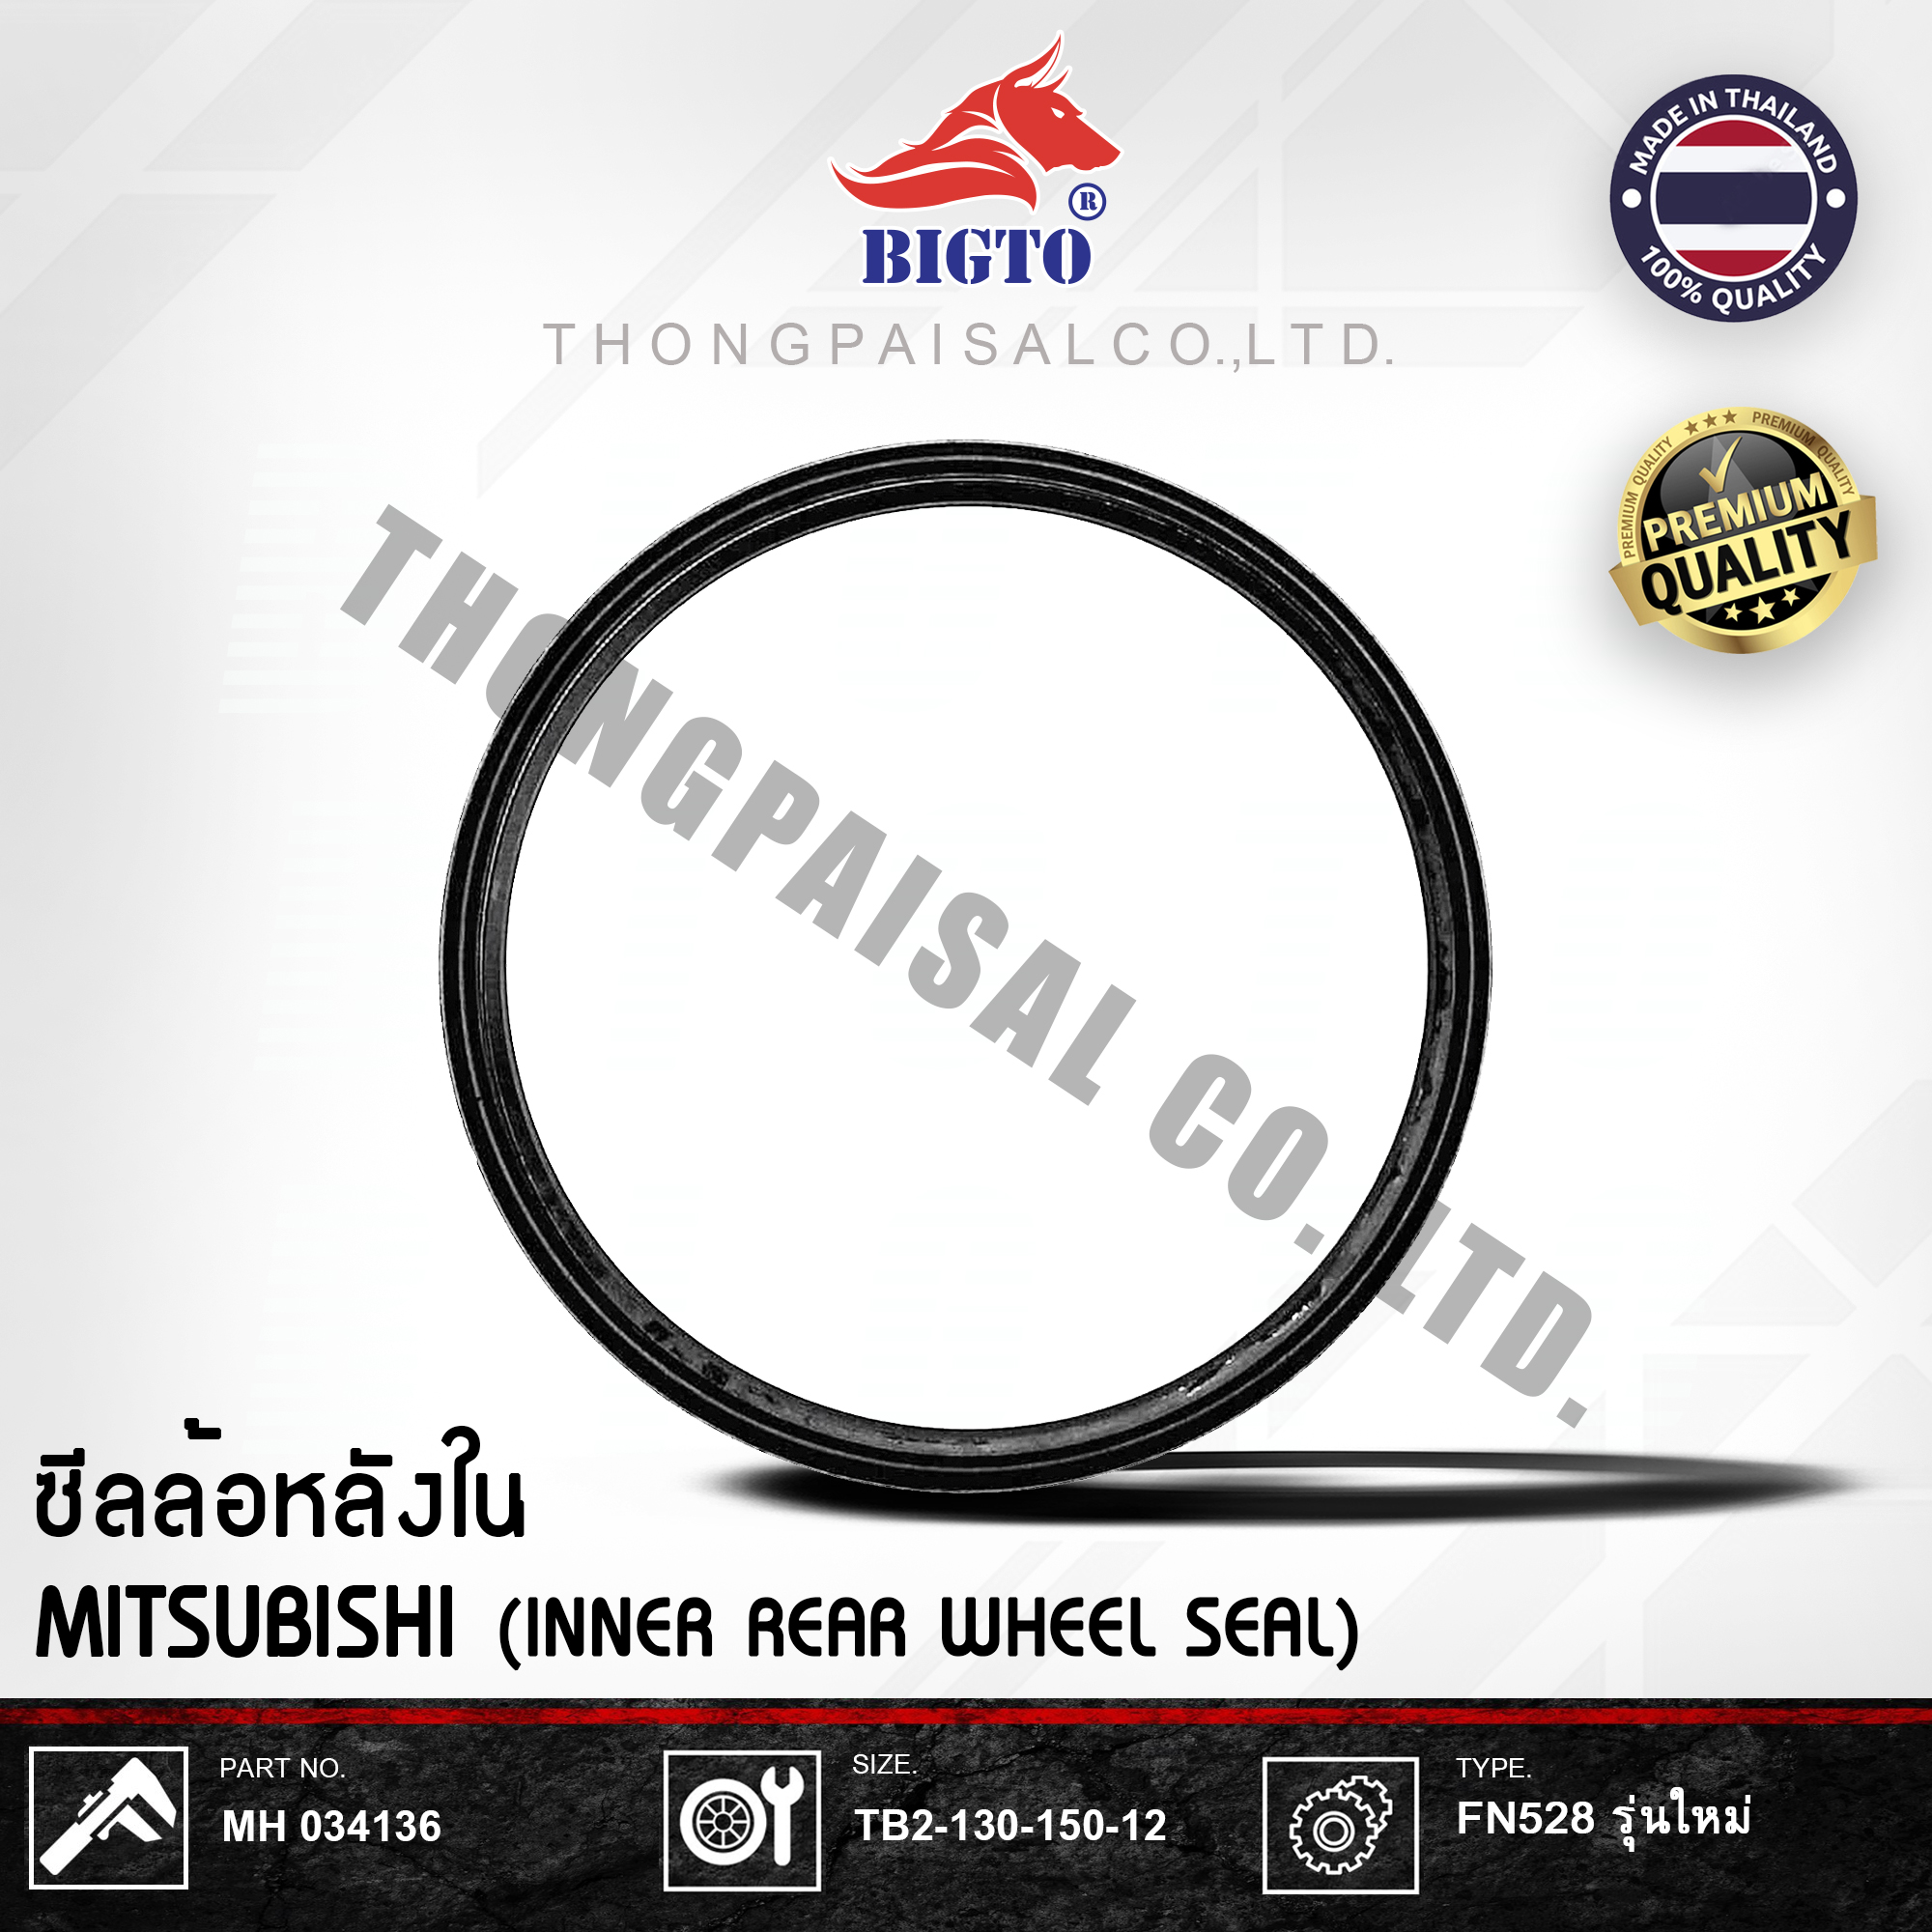 BIGTO
®
THONGPAISALCO.,LTD.
MADE IN THAILAND
100% QUALITY
PREMIUM QUALITY ★★★ PREMIUM QUALITY
PREMIUM
QUALITY
THONGPAISAL CO.,LTD.
ซีลล้อหลังใน
MITSUBISHI (INNER REAR WHEEL SEAL)
PART NO.
MH 034136
SIZE.
TB2-130-150-12
TYPE.
FN528 รุ่นใหม่